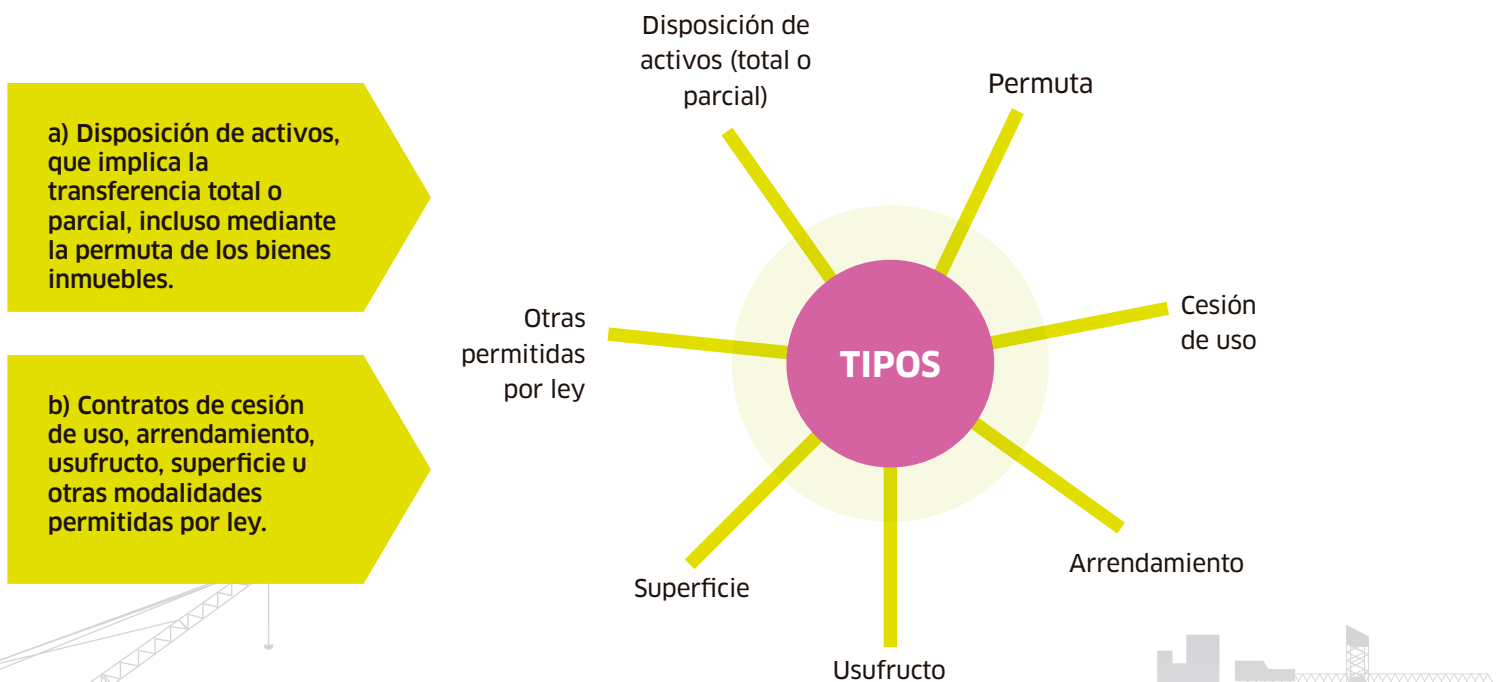 a) Disposición de activos,
que implica la
transferencia total o
parcial, incluso mediante
la permuta de los bienes
inmuebles.
b) Contratos de cesión
de uso, arrendamiento,
usufructo, superficie u
otras modalidades
permitidas por ley.
Disposición de
activos (total o
parcial)
Permuta
Cesión
de uso
Arrendamiento
Usufructo
Superficie
Otras
permitidas
por ley
TIPOS